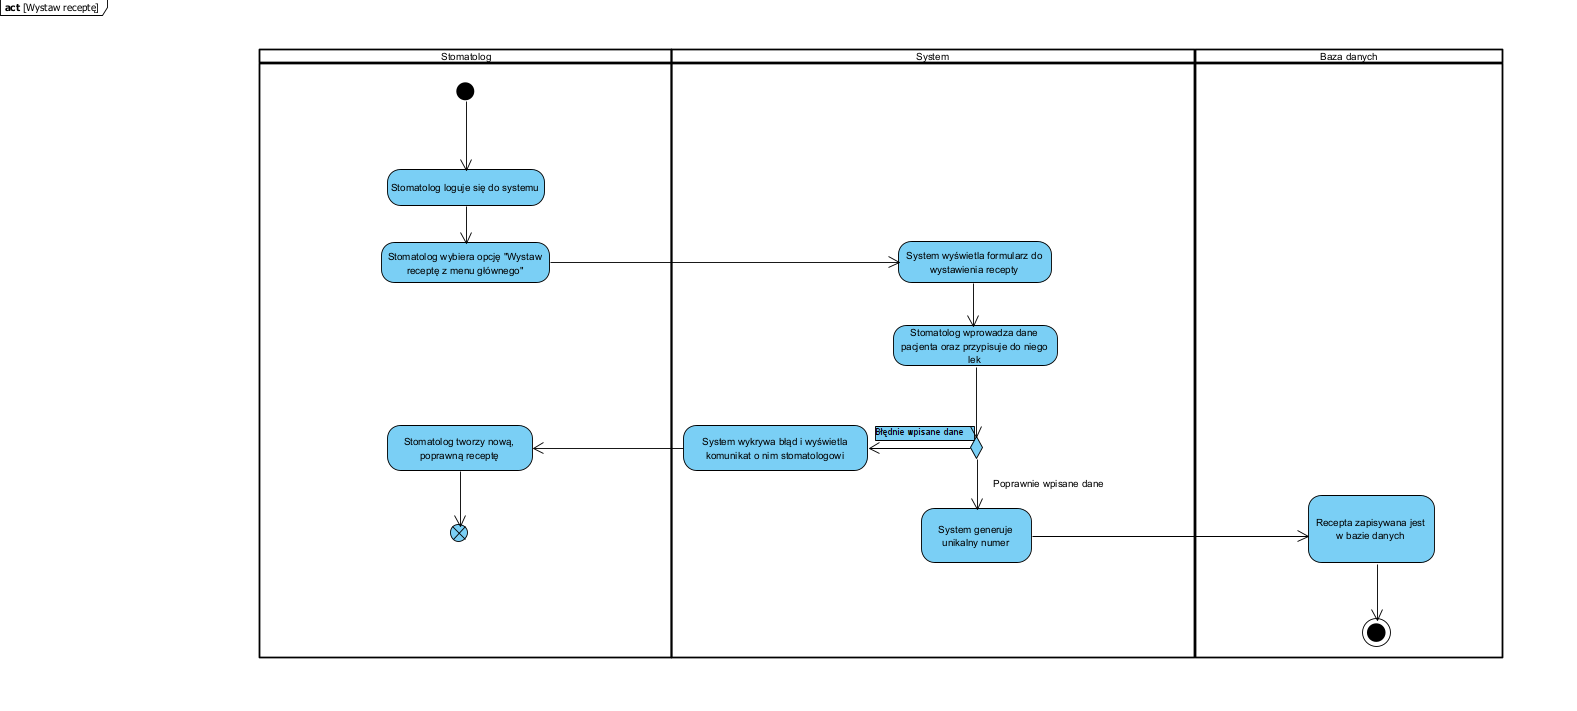 act [Wystaw receptę]
Stomatolog
System
Baza danych
Stomatolog loguje się do systemu
Stomatolog wybiera opcję "Wystaw
receptę z menu głównego"
System wyświetla formularz do
wystawienia recepty
Stomatolog wprowadza dane
pacjenta oraz przypisuje do niego
lek
Błędnie wpisane dane
Stomatolog tworzy nową,
poprawną receptę
System wykrywa błąd i wyświetla
komunikat o nim stomatologowi
Poprawnie wpisane dane
System generuje
unikalny numer
Recepta zapisywana jest
w bazie danych